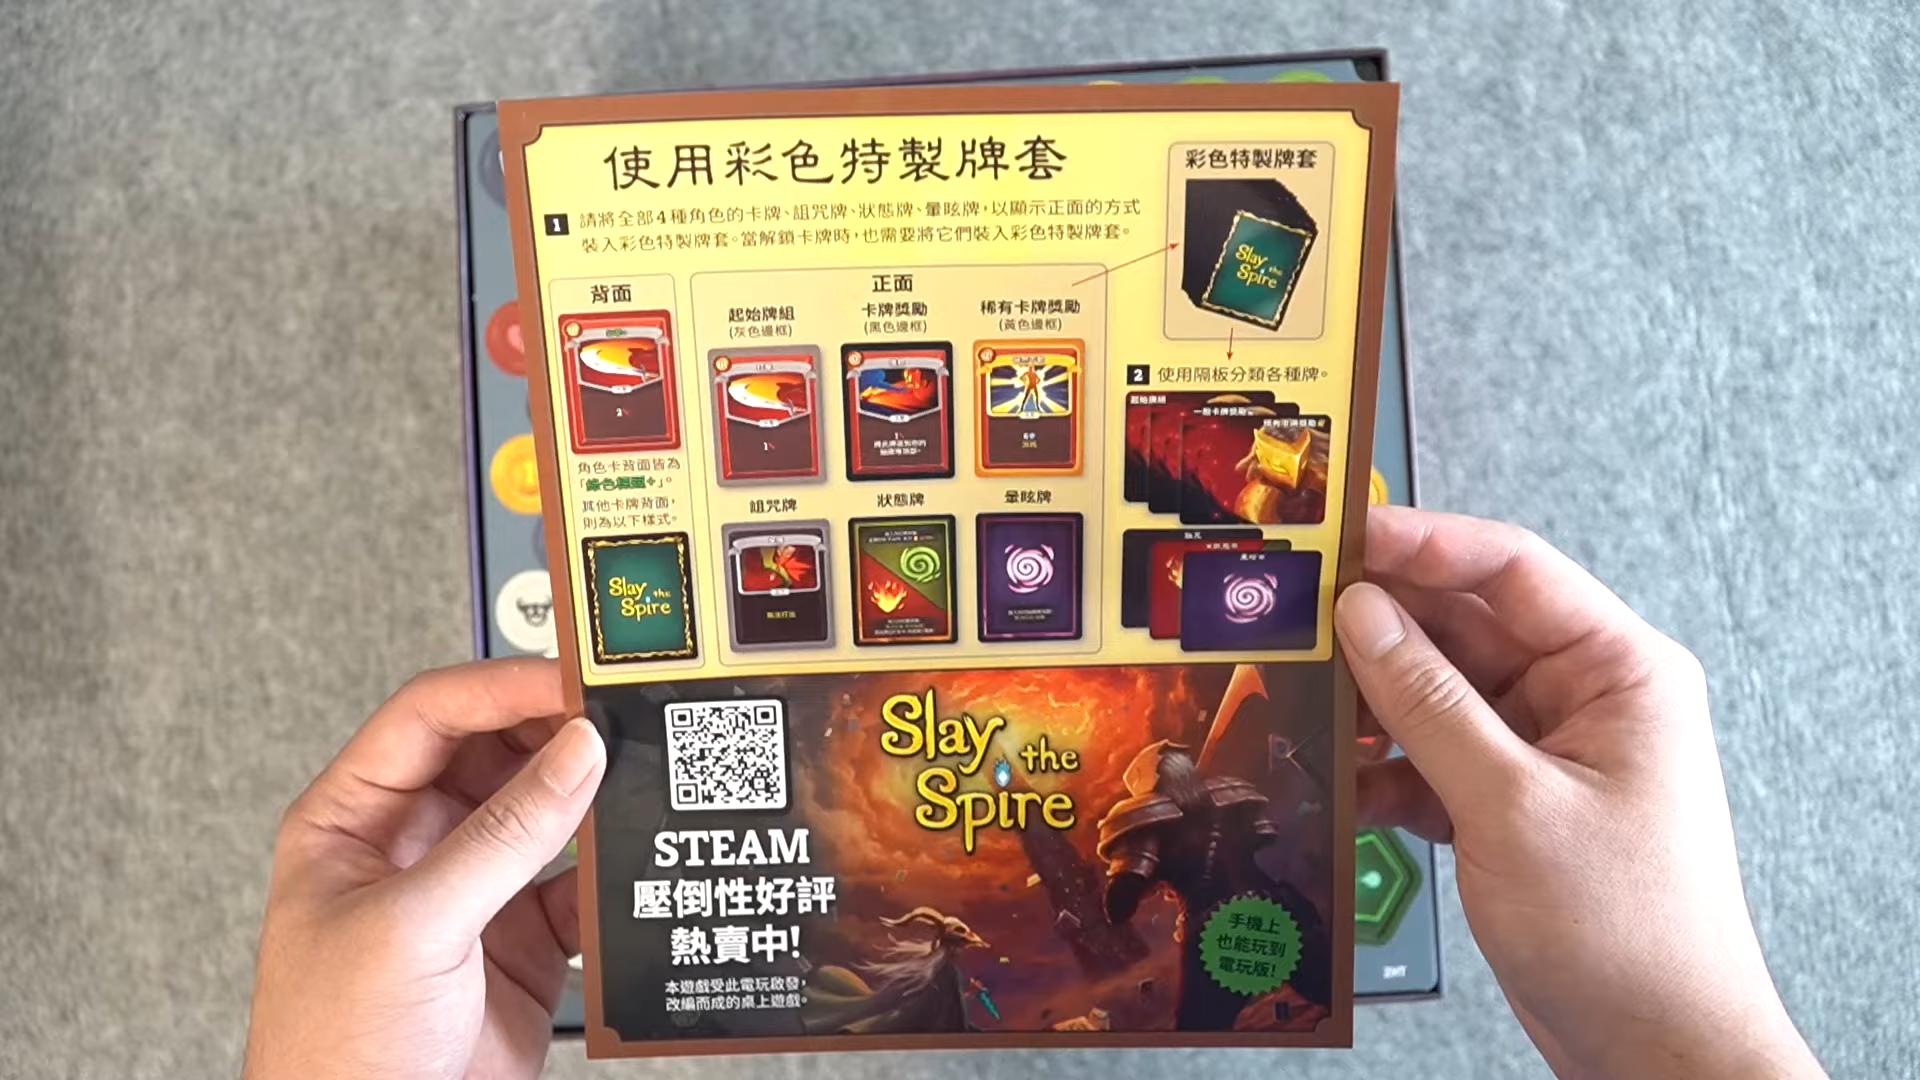 使用彩色特製牌套
1 請將全部4種角色的卡牌、詛咒牌、狀態牌、暈眩牌,以顯示正面的方式
裝入彩色特製牌套。當解鎖卡牌時,也需要將它們裝入彩色特製牌套。
彩色特製牌套
Slay the Spire
背面
正面
起始牌組
(灰色邊框)
卡牌獎勵
(黑色邊框)
稀有卡牌獎勵
(黃色邊框)
角色卡背面皆為
「綠色標題+」。
其他卡牌背面,
則為以下樣式。
Slay the Spire
詛咒牌
狀態牌
暈眩牌
2 使用隔板分類各種牌。
起始牌組
STEAM
壓倒性好評
熱賣中!
本遊戲受此電玩啟發,
改編而成的桌上遊戲。
Slay
the
Spire
手機上
也能玩到
電玩版!